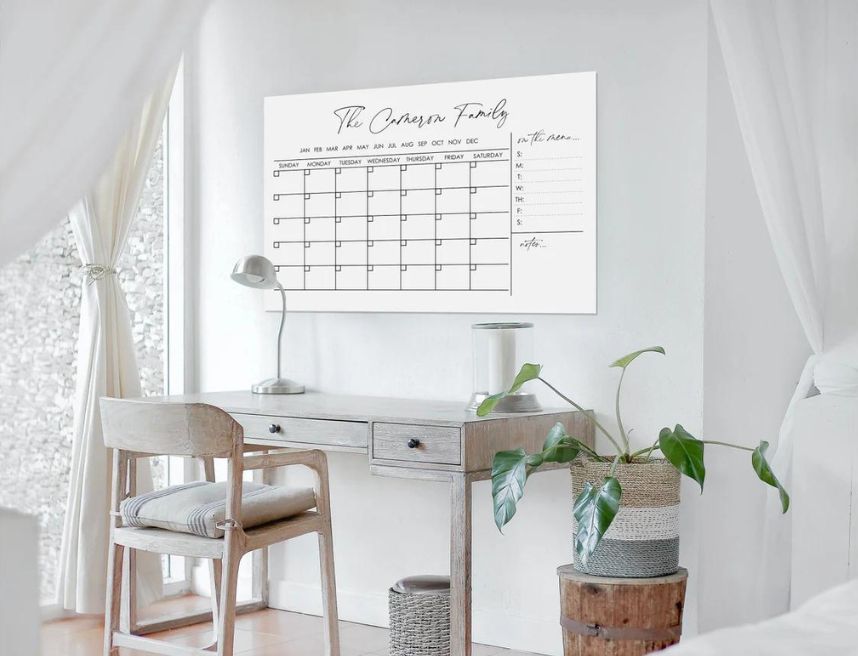 The Cameron Family
JAN FEB MAR APR MAY JUN JUL AUG SEP OCT NOV DEC
SUNDAY MONDAY TUESDAY WEDNESDAY THURSDAY FRIDAY SATURDAY
on the menu...
S:
M:
T:
W:
TH:
F:
S:
notes...